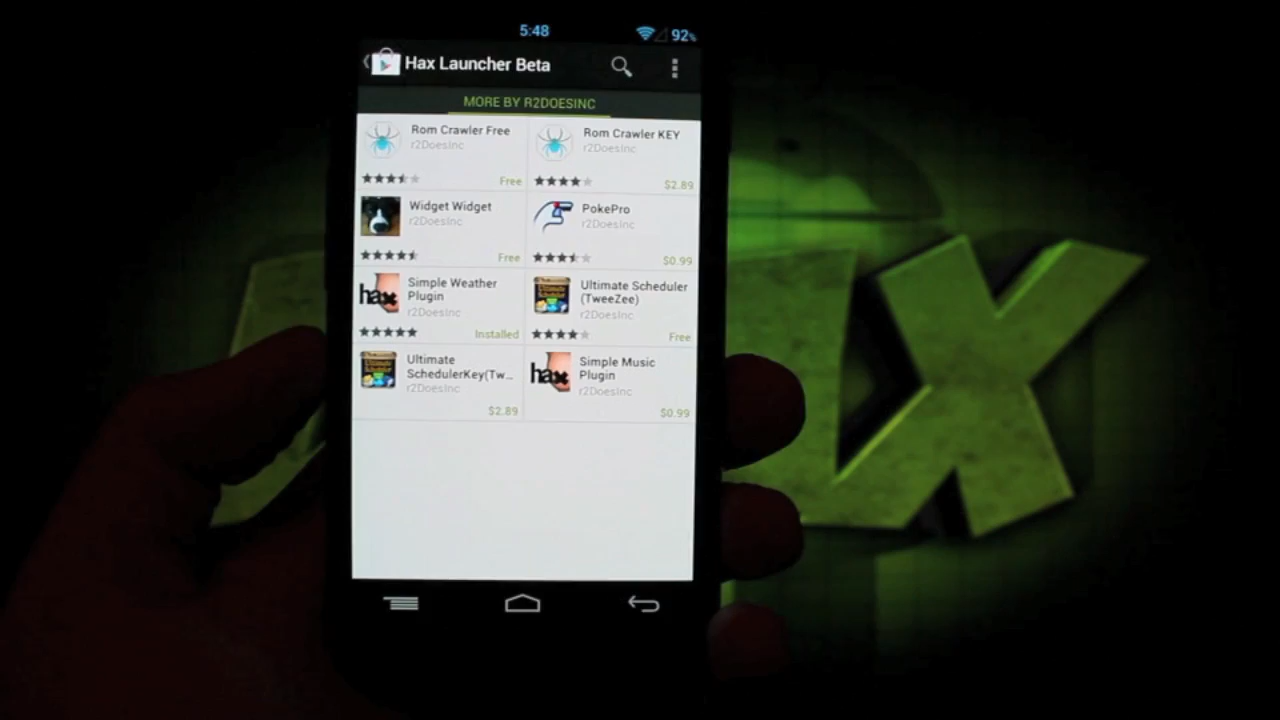 5:48
92%
Hax Launcher Beta
MORE BY R2DOESINC
Rom Crawler Free
r2DoesInc
Free
Rom Crawler KEY
r2DoesInc
$2.89
Widget Widget
r2DoesInc
Free
PokePro
r2DoesInc
$0.99
hax
Simple Weather
Plugin
r2DoesInc
Installed
Ultimate Scheduler
(TweeZee)
r2DoesInc
Free
Ultimate
SchedulerKey(Tw...
r2DoesInc
$2.89
hax
Simple Music
Plugin
r2DoesInc
$0.99
X